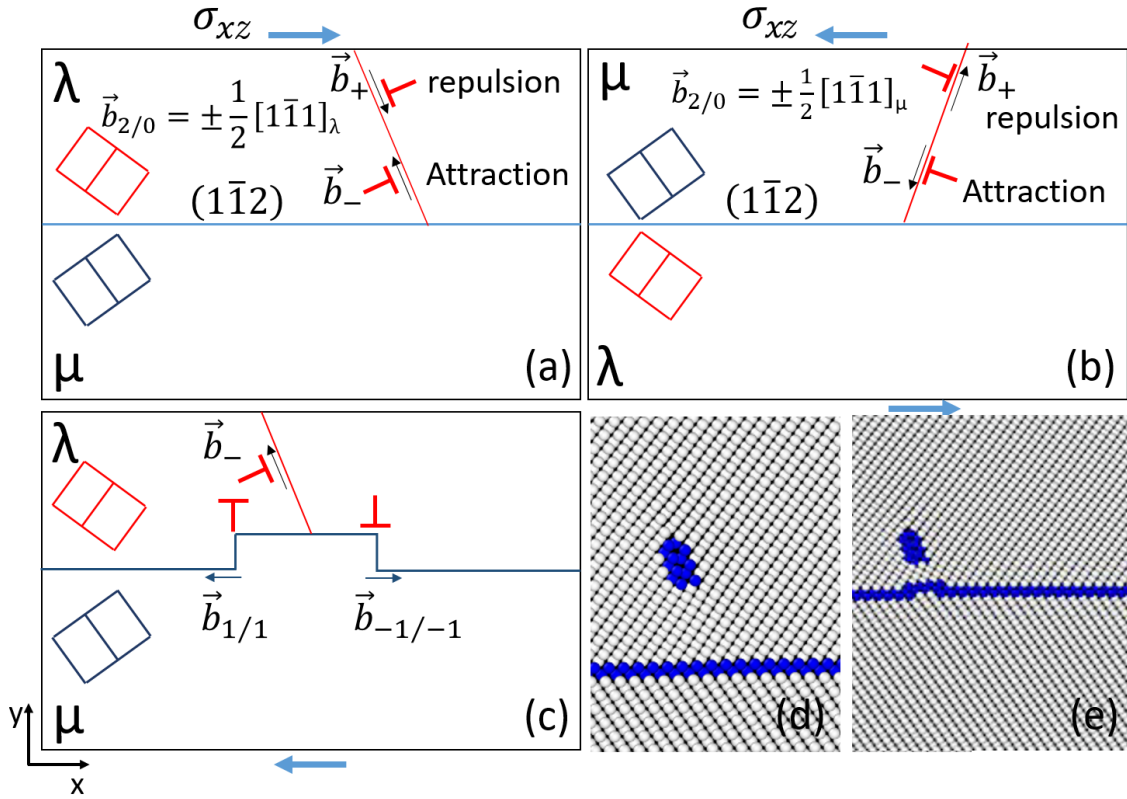 σxz
λ
b⃗+ repulsion
b⃗2/0 = ± 1/2 [11̄1]λ
(11̄2)
b⃗− Attraction
μ
(a)
σxz
μ
b⃗+
b⃗2/0 = ± 1/2 [11̄1]μ
repulsion
(11̄2)
b⃗−
Attraction
λ
(b)
λ
b⃗−
b⃗1/1
b⃗−1/−1
μ
(c)
y
x
(d)
(e)